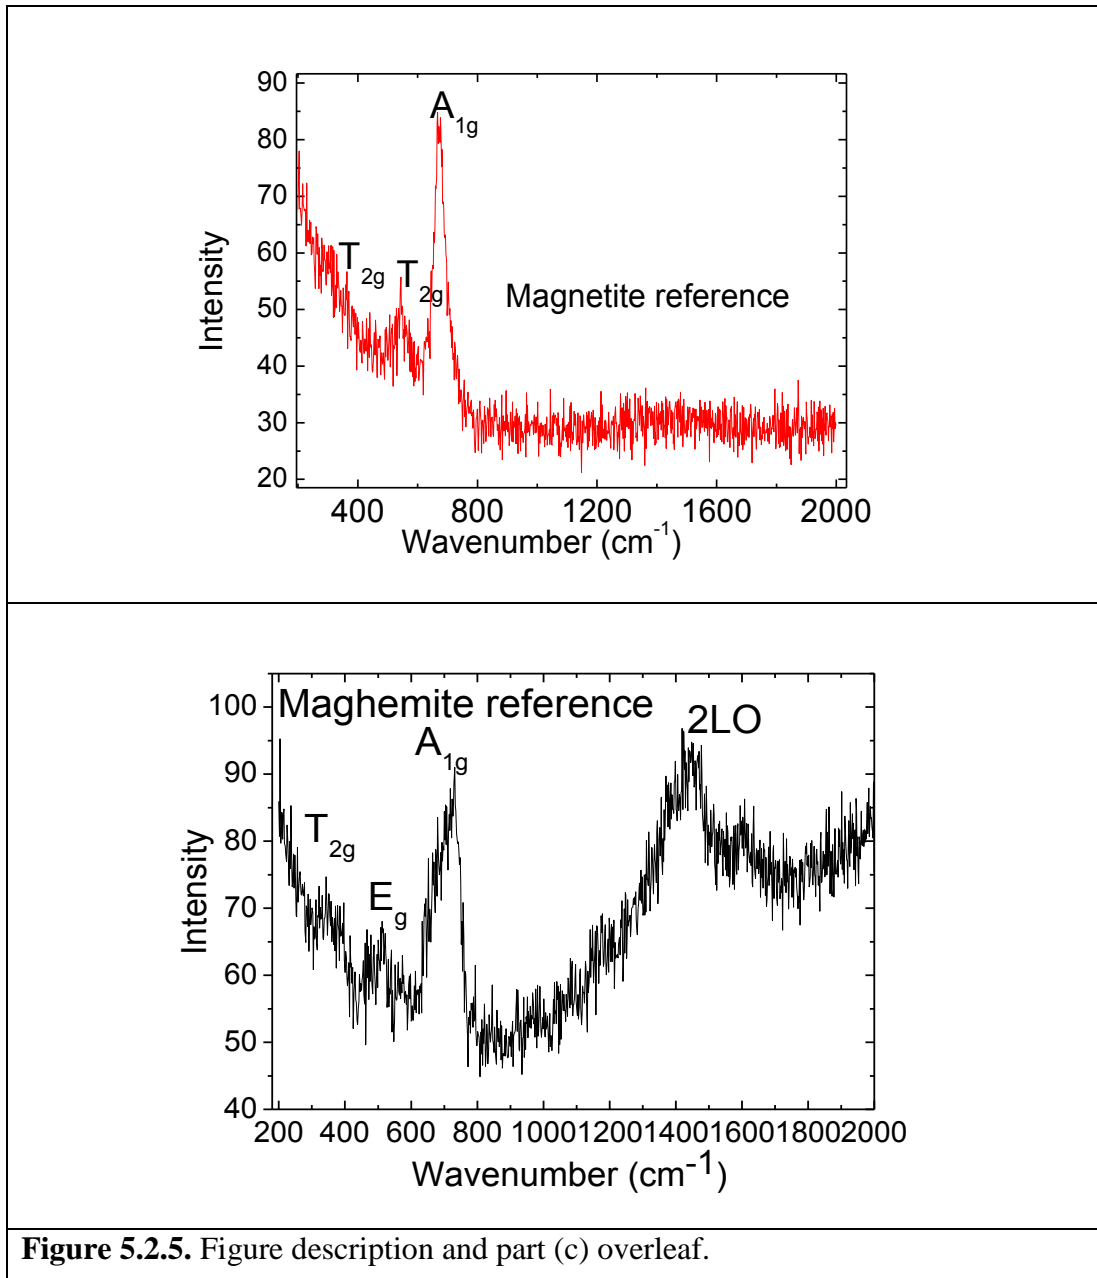 90
80
70
60
50
40
30
20
Intensity
A1g
T2g
T2g
Magnetite reference
400 800 1200 1600 2000
Wavenumber (cm-1)
100
90
80
70
60
50
40
Intensity
Maghemite reference
A1g
2LO
T2g
Eg
200 400 600 800 1000 1200 1400 1600 1800 2000
Wavenumber (cm-1)
Figure 5.2.5. Figure description and part (c) overleaf.